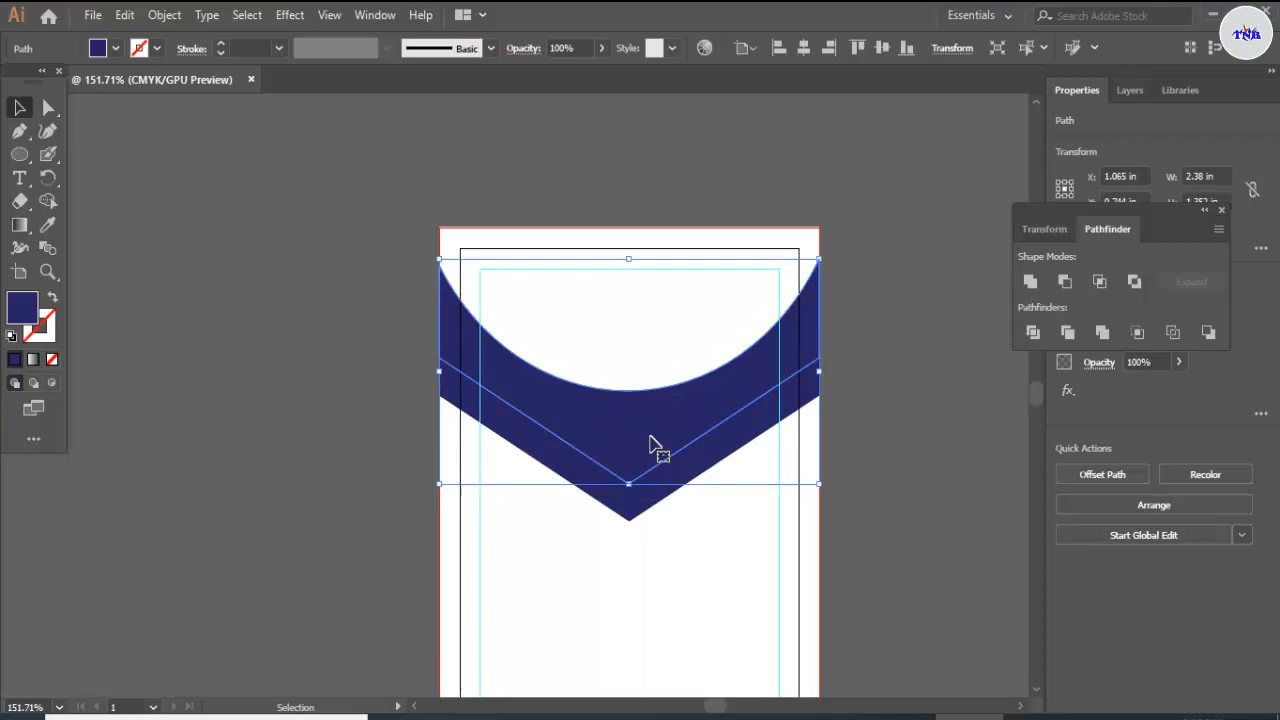 Ai File Edit Object Type Select Effect View Window Help Essentials Search Adobe Stock
TNR
Path Stroke: Basic Opacity: 100% Style: Transform
@ 151.71% (CMYK/GPU Preview) ×
Properties Layers Libraries
Path
Transform
X: 1.065 in W: 2.38 in
Transform Pathfinder
Shape Modes:
Expand
Pathfinders:
Opacity 100%
fx.
Quick Actions
Offset Path Recolor
Arrange
Start Global Edit
151.71% 1 Selection